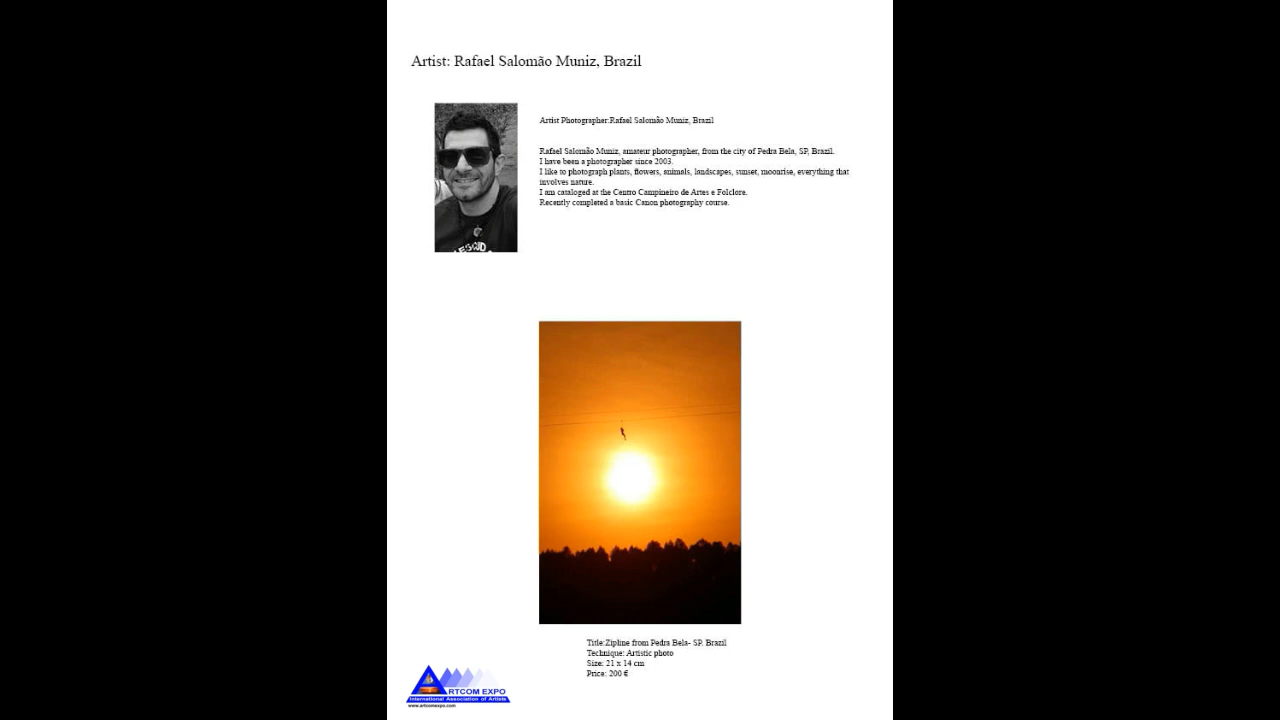 Artist: Rafael Salomão Muniz, Brazil
Artist Photographer:Rafael Salomão Muniz, Brazil
Rafael Salomão Muniz, amateur photographer, from the city of Pedra Bela, SP, Brazil.
I have been a photographer since 2003.
I like to photograph plants, flowers, animals, landscapes, sunset, moonrise, everything that
involves nature.
I am cataloged at the Centro Campineiro de Artes e Folclore.
Recently completed a basic Canon photography course.
Title:Zipline from Pedra Bela- SP. Brazil
Technique: Artistic photo
Size: 21 x 14 cm
Price: 200 €
ARTCOM EXPO
International Association of Artists
www.artcomexpo.com